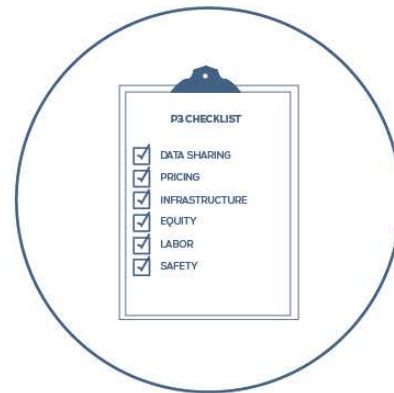 P3 CHECKLIST
DATA SHARING
PRICING
INFRASTRUCTURE
EQUITY
LABOR
SAFETY